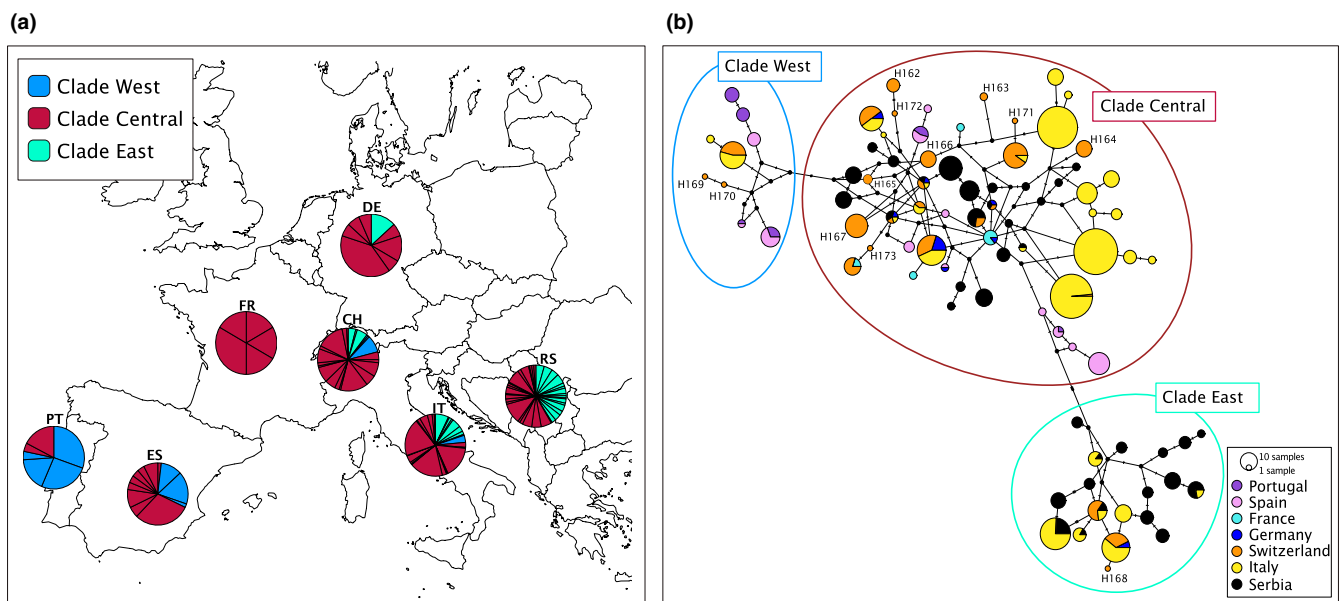 (a)
Clade West
Clade Central
Clade East
DE
FR
CH
RS
IT
PT
ES
(b)
Clade West
Clade Central
H162
H163
H172
H171
H166
H164
H165
H169
H170
H167
H173
Clade East
H168
10 samples
1 sample
Portugal
Spain
France
Germany
Switzerland
Italy
Serbia